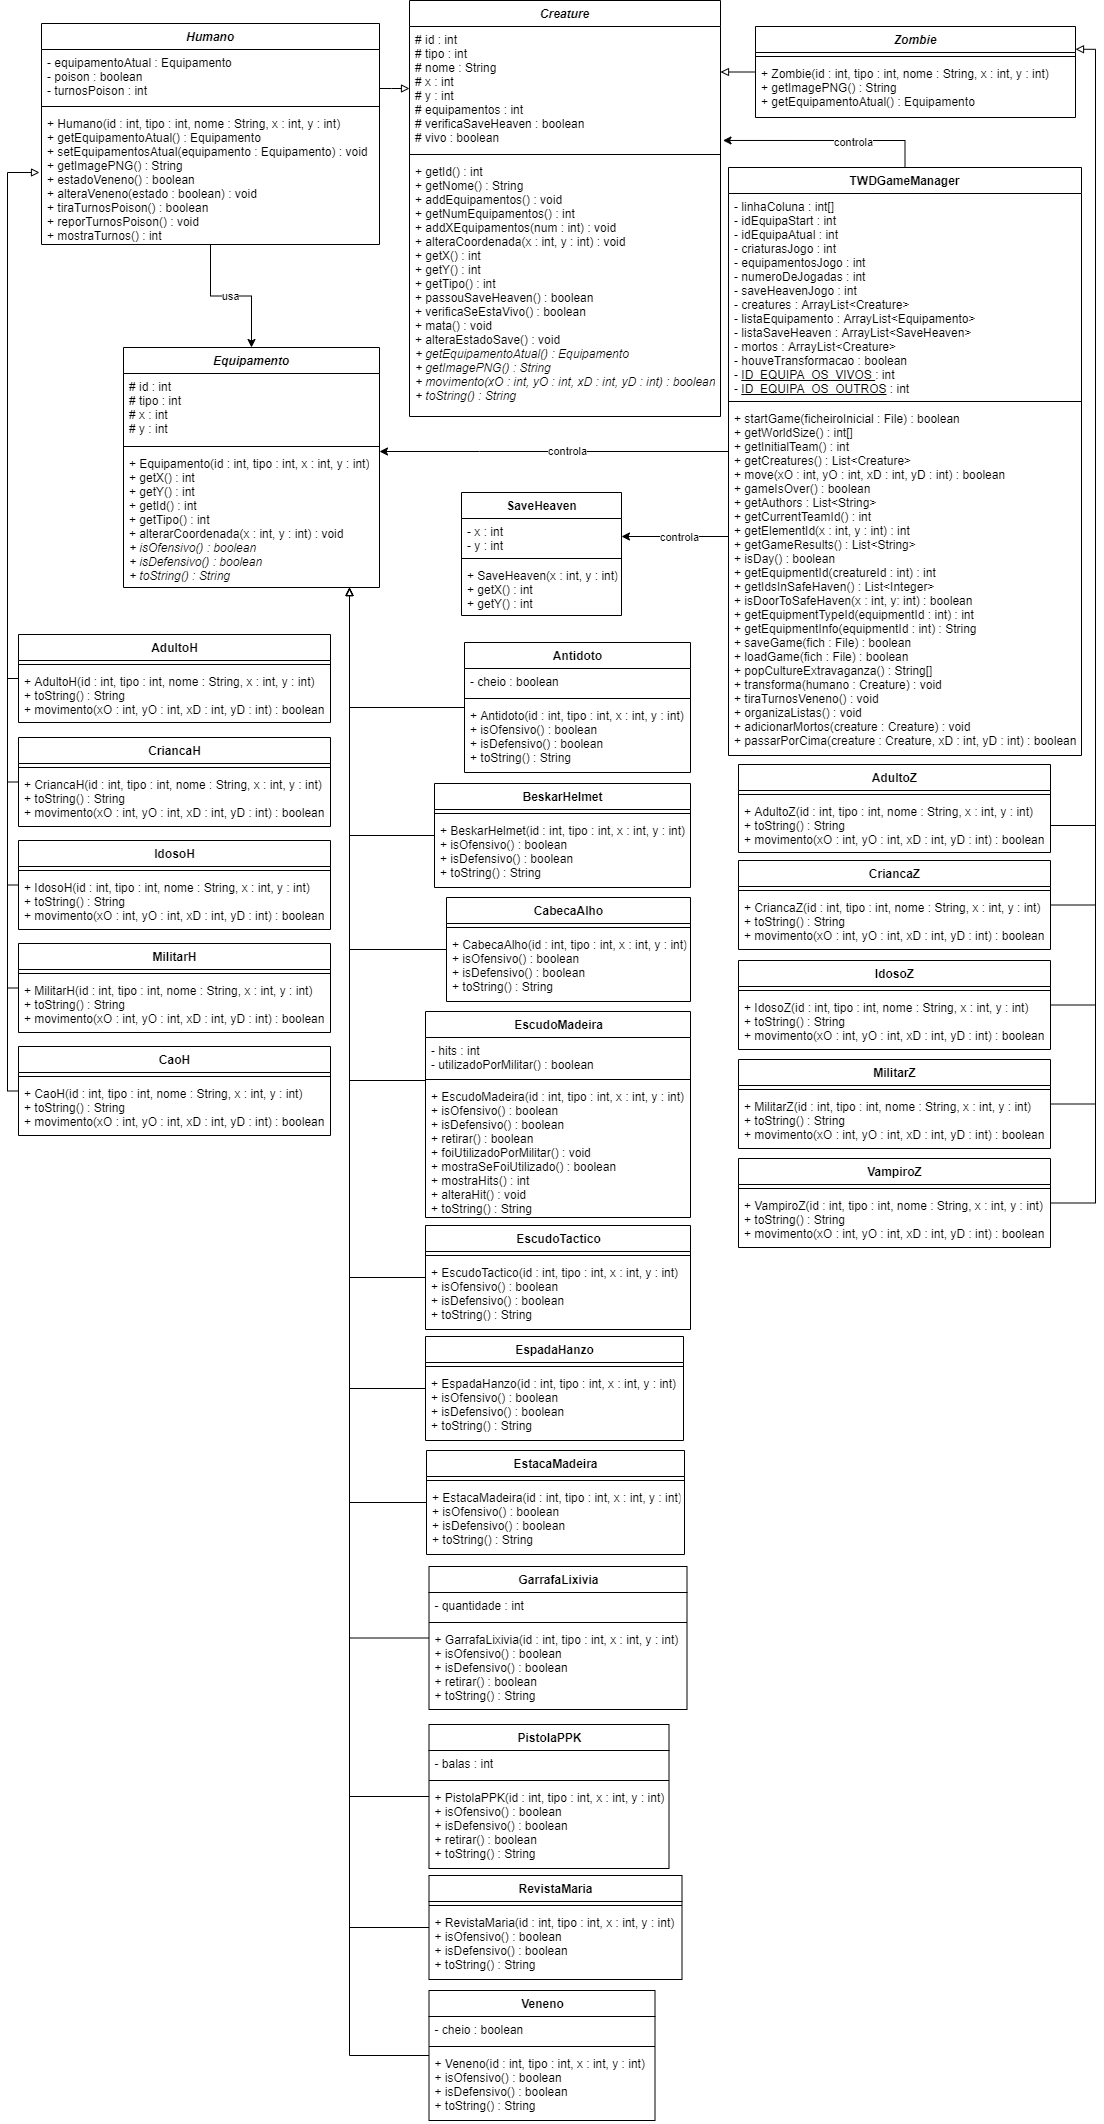 Humano
- equipamentoAtual : Equipamento
- poison : boolean
- turnosPoison : int
+ Humano(id : int, tipo : int, nome : String, x : int, y : int)
+ getEquipamentoAtual() : Equipamento
+ setEquipamentosAtual(equipamento : Equipamento) : void
+ getImagePNG() : String
+ estadoVeneno() : boolean
+ alteraVeneno(estado : boolean) : void
+ tiraTurnosPoison() : boolean
+ reporTurnosPoison() : void
+ mostraTurnos() : int
Creature
# id : int
# tipo : int
# nome : String
# x : int
# y : int
# equipamentos : int
# verificaSaveHeaven : boolean
# vivo : boolean
+ getId() : int
+ getNome() : String
+ addEquipamentos() : void
+ getNumEquipamentos() : int
+ addXEquipamentos(num : int) : void
+ alteraCoordenada(x : int, y : int) : void
+ getX() : int
+ getY() : int
+ getTipo() : int
+ passouSaveHeaven() : boolean
+ verificaSeEstaVivo() : boolean
+ mata() : void
+ alteraEstadoSave() : void
+ getEquipamentoAtual() : Equipamento
+ getImagePNG() : String
+ movimento(xO : int, yO : int, xD : int, yD : int) : boolean
+ toString() : String
Zombie
+ Zombie(id : int, tipo : int, nome : String, x : int, y : int)
+ getImagePNG() : String
+ getEquipamentoAtual() : Equipamento
controla
TWDGameManager
- linhaColuna : int[]
- idEquipaStart : int
- idEquipaAtual : int
- criaturasJogo : int
- equipamentosJogo : int
- numeroDeJogadas : int
- saveHeavenJogo : int
- creatures : ArrayList<Creature>
- listaEquipamento : ArrayList<Equipamento>
- listaSaveHeaven : ArrayList<SaveHeaven>
- mortos : ArrayList<Creature>
- houveTransformacao : boolean
- ID_EQUIPA_OS_VIVOS : int
- ID_EQUIPA_OS_OUTROS : int
+ startGame(ficheiroInicial : File) : boolean
+ getWorldSize() : int[]
+ getInitialTeam() : int
+ getCreatures() : List<Creature>
+ move(xO : int, yO : int, xD : int, yD : int) : boolean
+ gameIsOver() : boolean
+ getAuthors : List<String>
+ getCurrentTeamId() : int
+ getElementId(x : int, y : int) : int
+ getGameResults() : List<String>
+ isDay() : boolean
+ getEquipmentId(creatureId : int) : int
+ getIdsInSafeHaven() : List<Integer>
+ isDoorToSafeHaven(x : int, y: int) : boolean
+ getEquipmentTypeId(equipmentId : int) : int
+ getEquipmentInfo(equipmentId : int) : String
+ saveGame(fich : File) : boolean
+ loadGame(fich : File) : boolean
+ popCultureExtravaganza() : String[]
+ transforma(humano : Creature) : void
+ tiraTurnosVeneno() : void
+ organizaListas() : void
+ adicionarMortos(creature : Creature) : void
+ passarPorCima(creature : Creature, xD : int, yD : int) : boolean
usa
Equipamento
# id : int
# tipo : int
# x : int
# y : int
+ Equipamento(id : int, tipo : int, x : int, y : int)
+ getX() : int
+ getY() : int
+ getId() : int
+ getTipo() : int
+ alterarCoordenada(x : int, y : int) : void
+ isOfensivo() : boolean
+ isDefensivo() : boolean
+ toString() : String
controla
SaveHeaven
- x : int
- y : int
+ SaveHeaven(x : int, y : int)
+ getX() : int
+ getY() : int
controla
AdultoH
+ AdultoH(id : int, tipo : int, nome : String, x : int, y : int)
+ toString() : String
+ movimento(xO : int, yO : int, xD : int, yD : int) : boolean
CriancaH
+ CriancaH(id : int, tipo : int, nome : String, x : int, y : int)
+ toString() : String
+ movimento(xO : int, yO : int, xD : int, yD : int) : boolean
IdosoH
+ IdosoH(id : int, tipo : int, nome : String, x : int, y : int)
+ toString() : String
+ movimento(xO : int, yO : int, xD : int, yD : int) : boolean
MilitarH
+ MilitarH(id : int, tipo : int, nome : String, x : int, y : int)
+ toString() : String
+ movimento(xO : int, yO : int, xD : int, yD : int) : boolean
CaoH
+ CaoH(id : int, tipo : int, nome : String, x : int, y : int)
+ toString() : String
+ movimento(xO : int, yO : int, xD : int, yD : int) : boolean
Antidoto
- cheio : boolean
+ Antidoto(id : int, tipo : int, x : int, y : int)
+ isOfensivo() : boolean
+ isDefensivo() : boolean
+ toString() : String
BeskarHelmet
+ BeskarHelmet(id : int, tipo : int, x : int, y : int)
+ isOfensivo() : boolean
+ isDefensivo() : boolean
+ toString() : String
CabecaAlho
+ CabecaAlho(id : int, tipo : int, x : int, y : int)
+ isOfensivo() : boolean
+ isDefensivo() : boolean
+ toString() : String
EscudoMadeira
- hits : int
- utilizadoPorMilitar() : boolean
+ EscudoMadeira(id : int, tipo : int, x : int, y : int)
+ isOfensivo() : boolean
+ isDefensivo() : boolean
+ retirar() : boolean
+ foiUtilizadoPorMilitar() : void
+ mostraSeFoiUtilizado() : boolean
+ mostraHits() : int
+ alteraHit() : void
+ toString() : String
EscudoTactico
+ EscudoTactico(id : int, tipo : int, x : int, y : int)
+ isOfensivo() : boolean
+ isDefensivo() : boolean
+ toString() : String
EspadaHanzo
+ EspadaHanzo(id : int, tipo : int, x : int, y : int)
+ isOfensivo() : boolean
+ isDefensivo() : boolean
+ toString() : String
EstacaMadeira
+ EstacaMadeira(id : int, tipo : int, x : int, y : int)
+ isOfensivo() : boolean
+ isDefensivo() : boolean
+ toString() : String
GarrafaLixivia
- quantidade : int
+ GarrafaLixivia(id : int, tipo : int, x : int, y : int)
+ isOfensivo() : boolean
+ isDefensivo() : boolean
+ retirar() : boolean
+ toString() : String
PistolaPPK
- balas : int
+ PistolaPPK(id : int, tipo : int, x : int, y : int)
+ isOfensivo() : boolean
+ isDefensivo() : boolean
+ retirar() : boolean
+ toString() : String
RevistaMaria
+ RevistaMaria(id : int, tipo : int, x : int, y : int)
+ isOfensivo() : boolean
+ isDefensivo() : boolean
+ toString() : String
Veneno
- cheio : boolean
+ Veneno(id : int, tipo : int, x : int, y : int)
+ isOfensivo() : boolean
+ isDefensivo() : boolean
+ toString() : String
AdultoZ
+ AdultoZ(id : int, tipo : int, nome : String, x : int, y : int)
+ toString() : String
+ movimento(xO : int, yO : int, xD : int, yD : int) : boolean
CriancaZ
+ CriancaZ(id : int, tipo : int, nome : String, x : int, y : int)
+ toString() : String
+ movimento(xO : int, yO : int, xD : int, yD : int) : boolean
IdosoZ
+ IdosoZ(id : int, tipo : int, nome : String, x : int, y : int)
+ toString() : String
+ movimento(xO : int, yO : int, xD : int, yD : int) : boolean
MilitarZ
+ MilitarZ(id : int, tipo : int, nome : String, x : int, y : int)
+ toString() : String
+ movimento(xO : int, yO : int, xD : int, yD : int) : boolean
VampiroZ
+ VampiroZ(id : int, tipo : int, nome : String, x : int, y : int)
+ toString() : String
+ movimento(xO : int, yO : int, xD : int, yD : int) : boolean